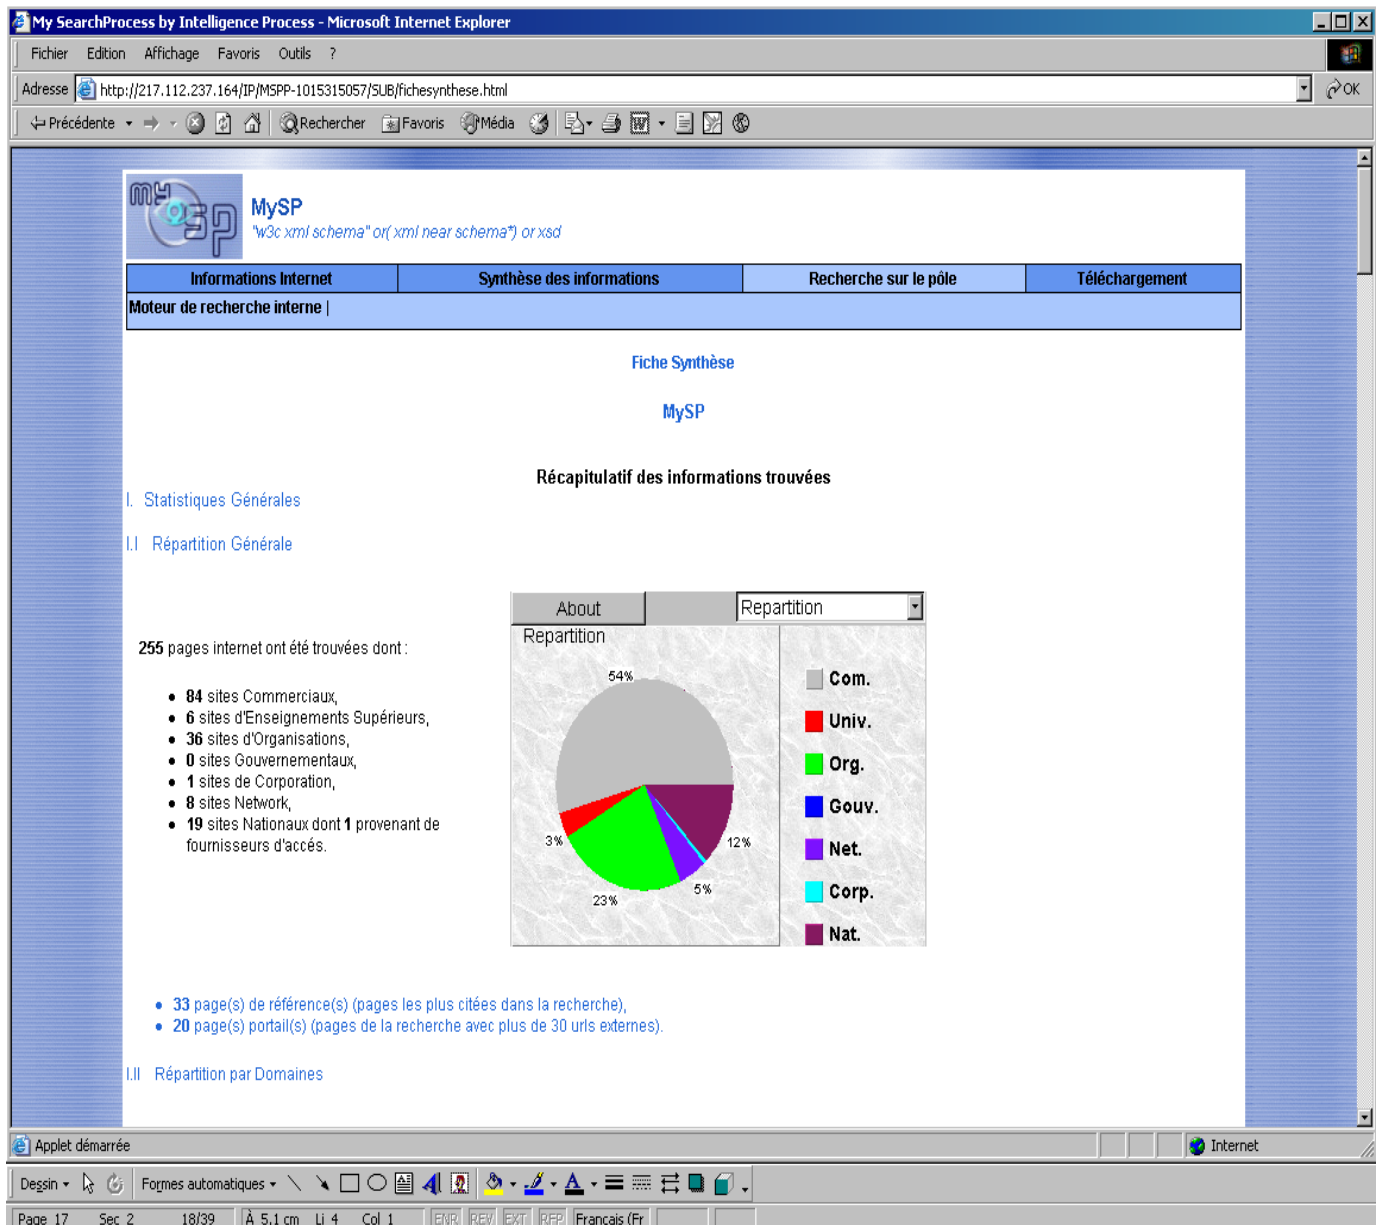 My SearchProcess by Intelligence Process - Microsoft Internet Explorer
Fichier Edition Affichage Favoris Outils ?
Adresse http://217.112.237.164/IP/MSPP-1015315057/SUB/fichesynthese.html OK
Précédente Rechercher Favoris Média
my sp
MySP
"w3c xml schema" or( xml near schema*) or xsd
Informations Internet Synthèse des informations Recherche sur le pôle Téléchargement
Moteur de recherche interne |
Fiche Synthèse
MySP
Récapitulatif des informations trouvées
I. Statistiques Générales
I.I Répartition Générale
About Repartition
Repartition
255 pages internet ont été trouvées dont :
• 84 sites Commerciaux,
• 6 sites d'Enseignements Supérieurs,
• 36 sites d'Organisations,
• 0 sites Gouvernementaux,
• 1 sites de Corporation,
• 8 sites Network,
• 19 sites Nationaux dont 1 provenant de
fournisseurs d'accés.
54%
3%
23%
5%
12%
Com.
Univ.
Org.
Gouv.
Net.
Corp.
Nat.
• 33 page(s) de référence(s) (pages les plus citées dans la recherche),
• 20 page(s) portail(s) (pages de la recherche avec plus de 30 urls externes).
I.II Répartition par Domaines
Applet démarrée Internet
Dessin Formes automatiques
Page 17 Sec 2 18/39 À 5,1 cm Li 4 Col 1 ENR REV EXT RFP Français (Fr